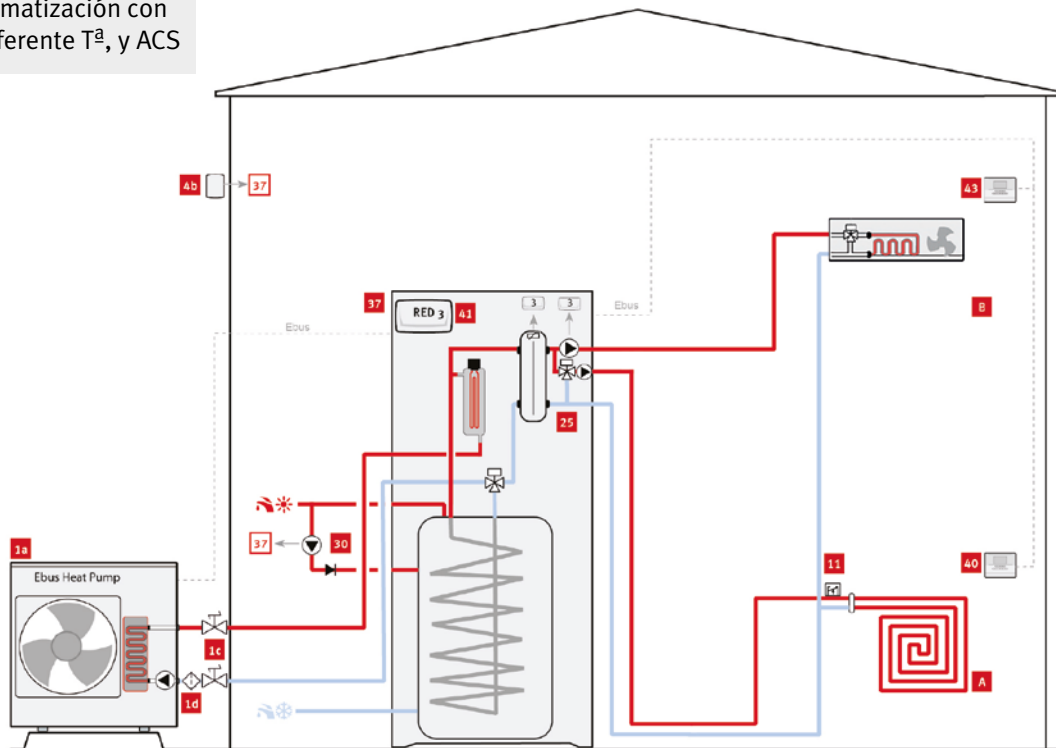 matización con
ferente Tª, y ACS
4b
37
43
37
RED 3
41
3
3
Ebus
Ebus
B
25
37
30
1a
Ebus Heat Pump
11
40
1c
1d
A